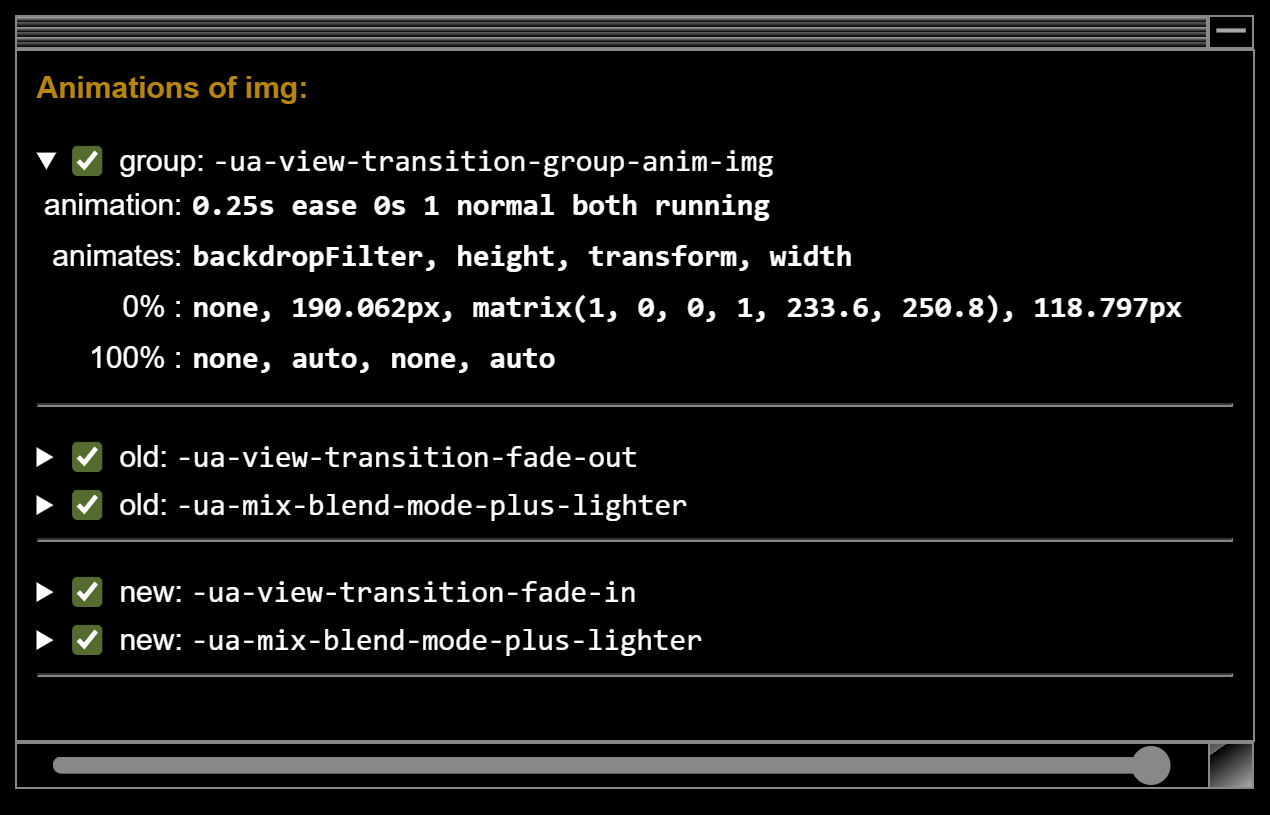 Animations of img:
group: -ua-view-transition-group-anim-img
animation: 0.25s ease 0s 1 normal both running
animates: backdropFilter, height, transform, width
0% : none, 190.062px, matrix(1, 0, 0, 1, 233.6, 250.8), 118.797px
100% : none, auto, none, auto
old: -ua-view-transition-fade-out
old: -ua-mix-blend-mode-plus-lighter
new: -ua-view-transition-fade-in
new: -ua-mix-blend-mode-plus-lighter